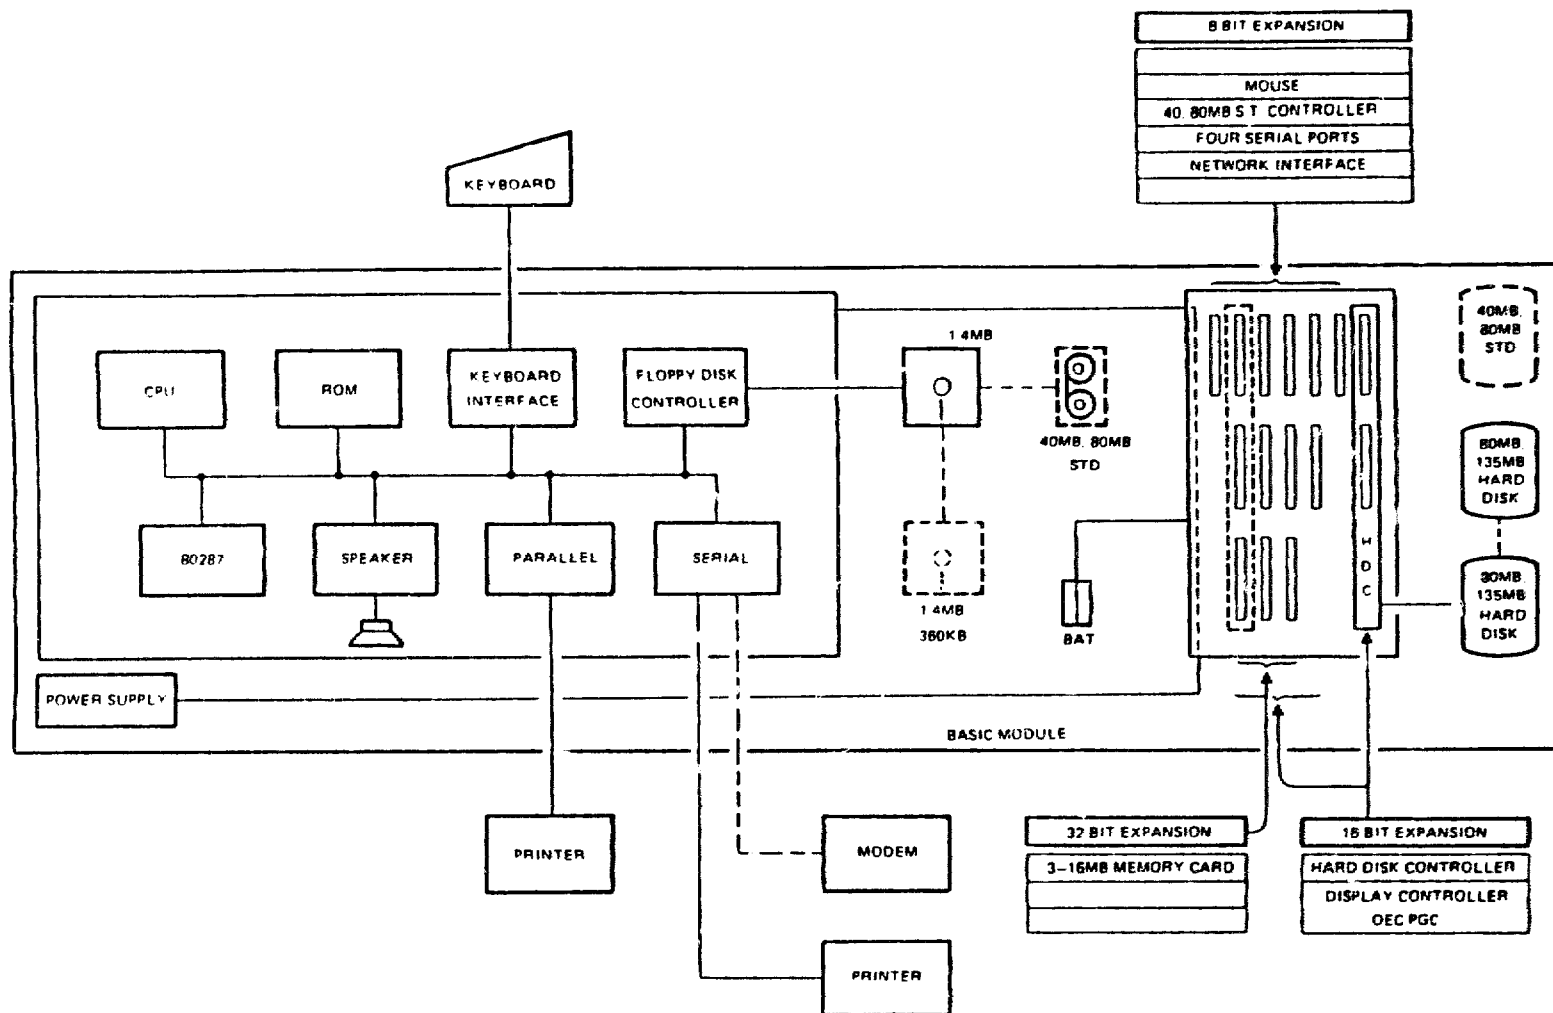 8 BIT EXPANSION
MOUSE
40. 80MB S T CONTROLLER
FOUR SERIAL PORTS
NETWORK INTERFACE
KEYBOARD
CPU
ROM
KEYBOARD
INTERFACE
FLOPPY DISK
CONTROLLER
1 4MB
40MB. 80MB
STD
40MB.
80MB
STD
80MB.
135MB
HARD
DISK
80287
SPEAKER
PARALLEL
SERIAL
1.4MB
360KB
BAT
H
D
C
80MB.
135MB
HARD
DISK
POWER SUPPLY
BASIC MODULE
PRINTER
MODEM
PRINTER
32 BIT EXPANSION
3-16MB MEMORY CARD
16 BIT EXPANSION
HARD DISK CONTROLLER
DISPLAY CONTROLLER
OEC PGC